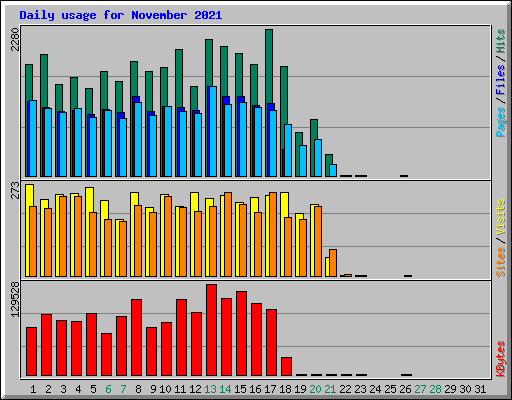 Daily usage for November 2021
2280
Pages/Files/Hits
273
Sites/Visits
129528
KBytes
1 2 3 4 5 6 7 8 9 10 11 12 13 14 15 16 17 18 19 20 21 22 23 24 25 26 27 28 29 30 31